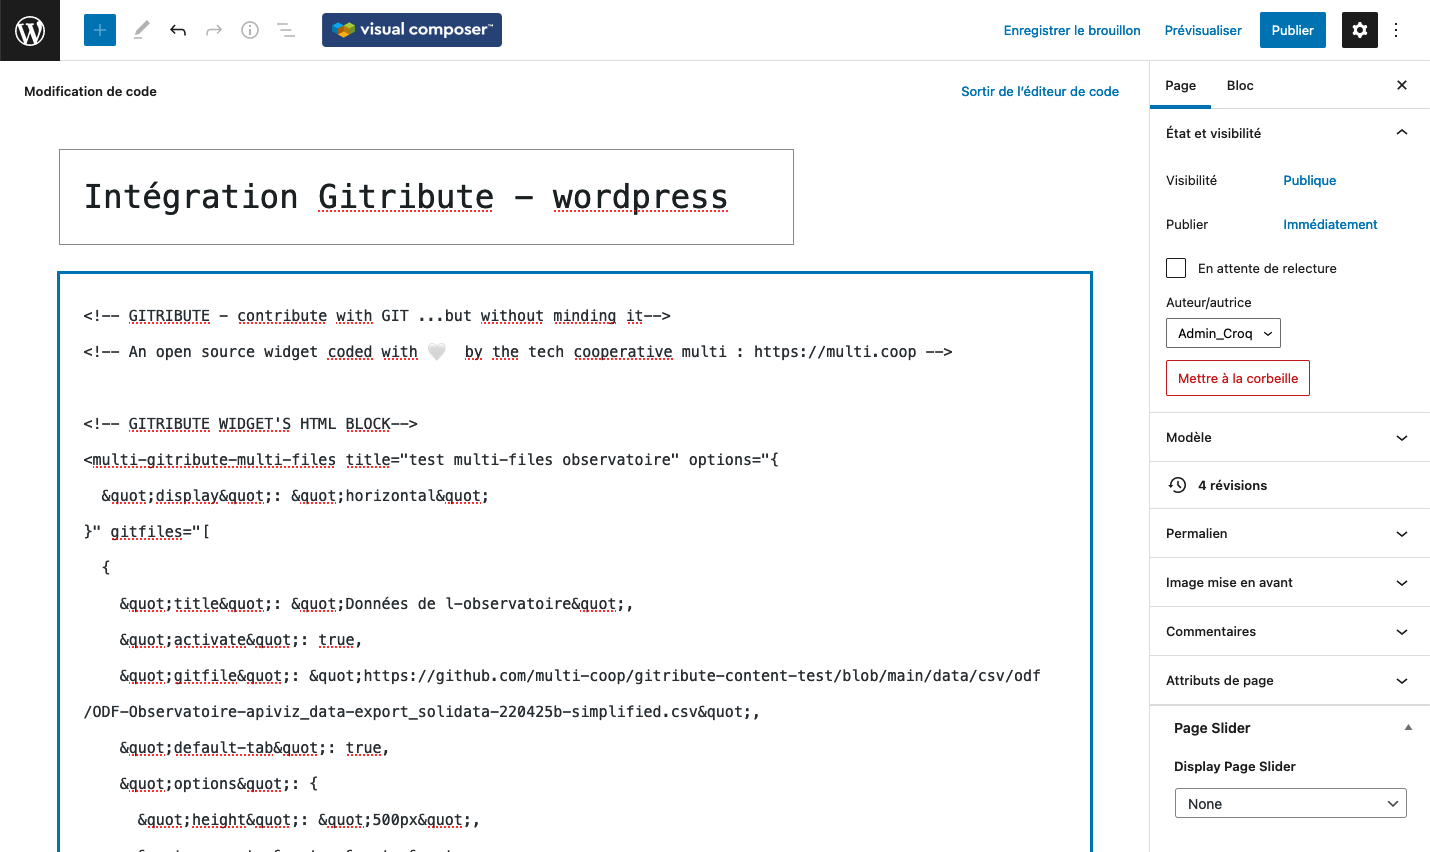 visual composer™
Enregistrer le brouillon
Prévisualiser
Publier
Modification de code
Sortir de l'éditeur de code
Intégration Gitribute – wordpress
<!-- GITRIBUTE - contribute with GIT ...but without minding it-->
<!-- An open source widget coded with 🤍  by the tech cooperative multi : https://multi.coop -->
<!-- GITRIBUTE WIDGET'S HTML BLOCK-->
<multi-gitribute-multi-files title="test multi-files observatoire" options="{
  &quot;display&quot;: &quot;horizontal&quot;
}" gitfiles="[
  {
    &quot;title&quot;: &quot;Données de l-observatoire&quot;,
    &quot;activate&quot;: true,
    &quot;gitfile&quot;: &quot;https://github.com/multi-coop/gitribute-content-test/blob/main/data/csv/odf
/ODF-Observatoire-apiviz_data-export_solidata-220425b-simplified.csv&quot;,
    &quot;default-tab&quot;: true,
    &quot;options&quot;: {
      &quot;height&quot;: &quot;500px&quot;,
Page
Bloc
État et visibilité
Visibilité
Publique
Publier
Immédiatement
En attente de relecture
Auteur/autrice
Admin_Croq
Mettre à la corbeille
Modèle
4 révisions
Permalien
Image mise en avant
Commentaires
Attributs de page
Page Slider
Display Page Slider
None